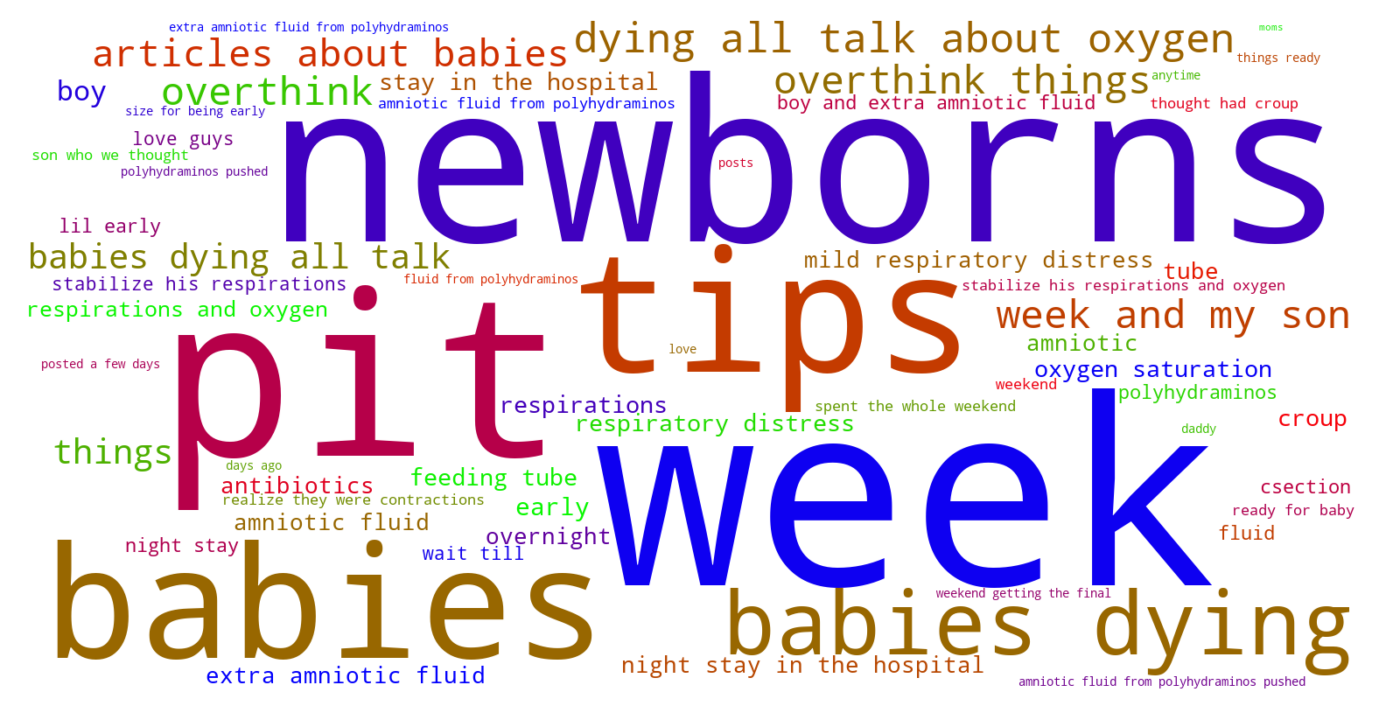 extra amniotic fluid from polyhydraminos
moms
dying all talk about oxygen
articles about babies
things ready
overthink things
anytime
stay in the hospital
overthink
boy
amniotic fluid from polyhydraminos
boy and extra amniotic fluid
thought had croup
size for being early
newborns
love guys
son who we thought
posts
polyhydraminos pushed
lil early
babies dying all talk
mild respiratory distress
tube
stabilize his respirations
fluid from polyhydraminos
tips
stabilize his respirations and oxygen
respirations and oxygen
week and my son
pit
amniotic
love
posted a few days
oxygen saturation
weekend
polyhydraminos
respirations
spent the whole weekend
croup
respiratory distress
daddy
things
week
days ago
feeding tube
antibiotics
csection
realize they were contractions
early
ready for baby
amniotic fluid
overnight
fluid
night stay
wait till
babies
weekend getting the final
babies dying
night stay in the hospital
extra amniotic fluid
amniotic fluid from polyhydraminos pushed